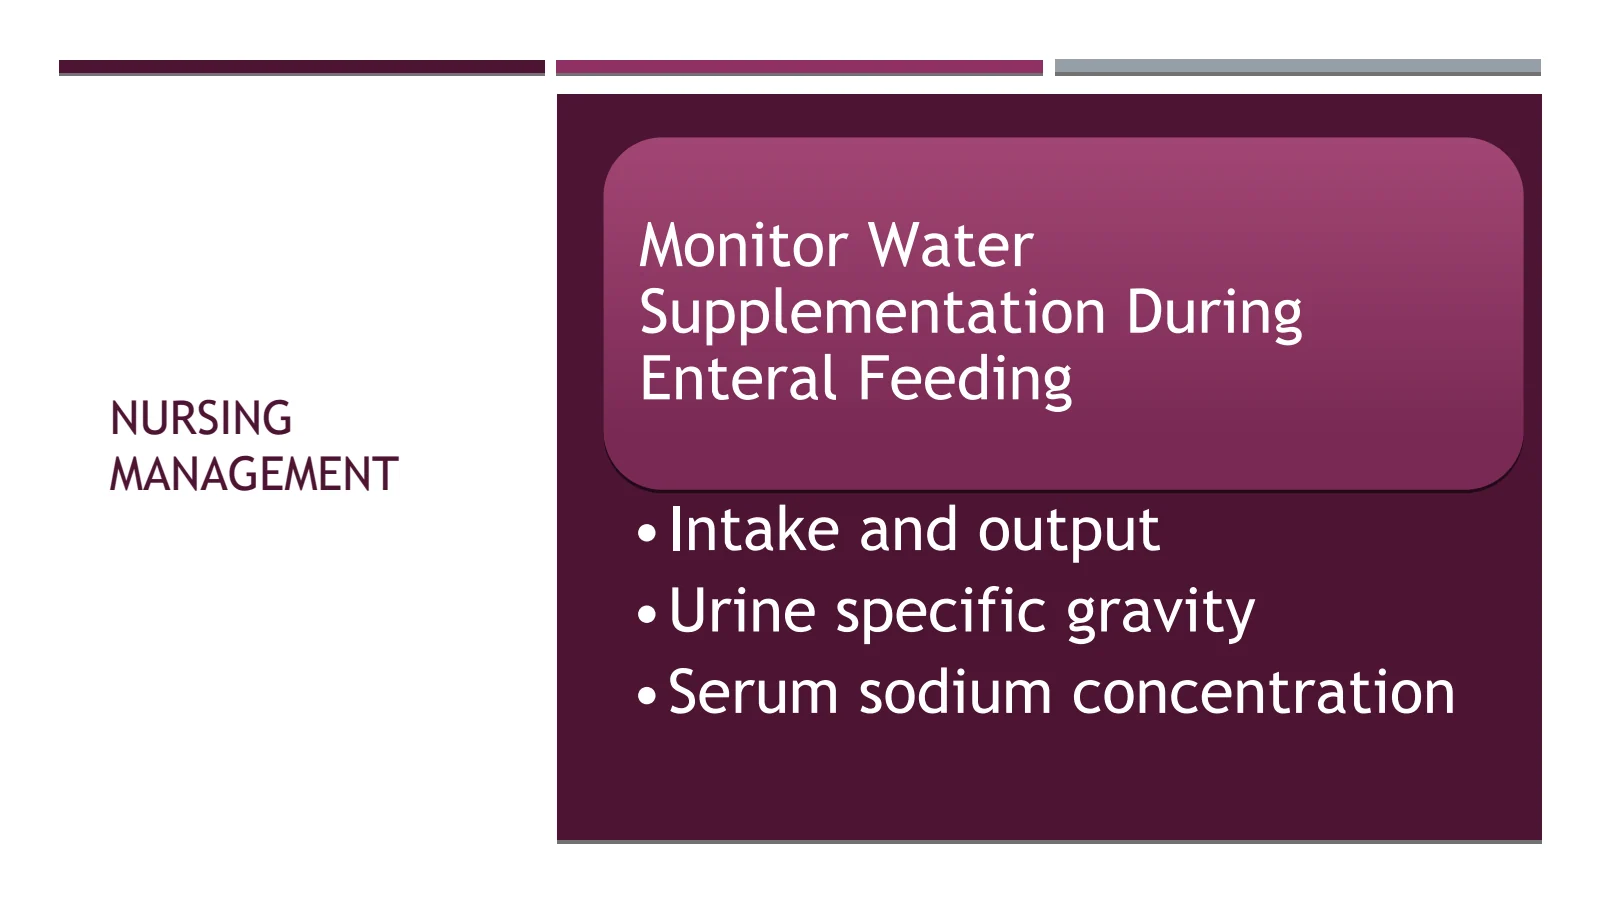 NURSING
MANAGEMENT
Monitor Water
Supplementation During
Enteral Feeding
• Intake and output
• Urine specific gravity
• Serum sodium concentration